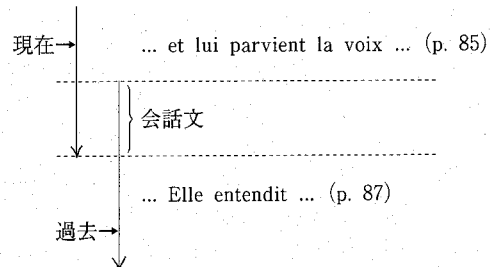 現在→ ... et lui parvient la voix ... (p. 85)
会話文
... Elle entendit ... (p. 87)
過去→